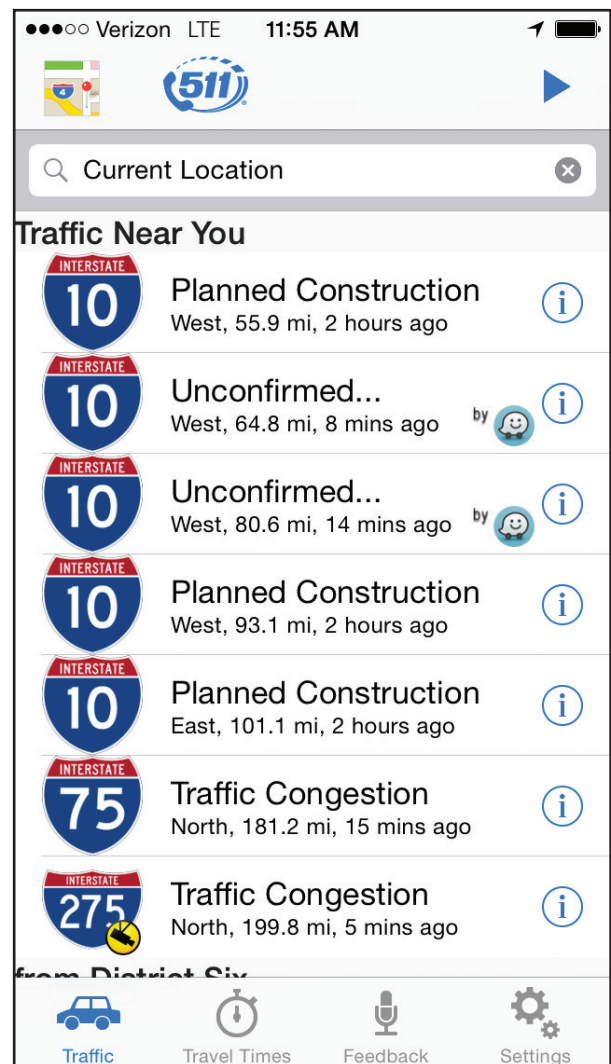 Verizon LTE 11:55 AM
4
511
Current Location
Traffic Near You
INTERSTATE
10
Planned Construction
West, 55.9 mi, 2 hours ago
i
INTERSTATE
10
Unconfirmed...
West, 64.8 mi, 8 mins ago
by
i
INTERSTATE
10
Unconfirmed...
West, 80.6 mi, 14 mins ago
by
i
INTERSTATE
10
Planned Construction
West, 93.1 mi, 2 hours ago
i
INTERSTATE
10
Planned Construction
East, 101.1 mi, 2 hours ago
i
INTERSTATE
75
Traffic Congestion
North, 181.2 mi, 15 mins ago
i
INTERSTATE
275
Traffic Congestion
North, 199.8 mi, 5 mins ago
i
from District Six
Traffic Travel Times Feedback Settings